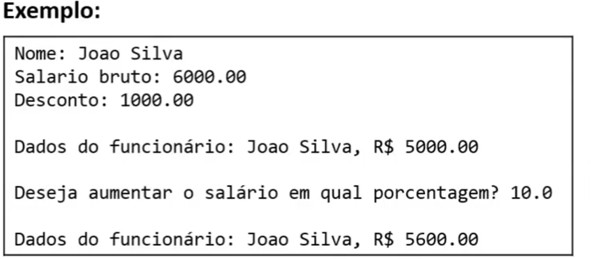 Exemplo:
Nome: Joao Silva
Salario bruto: 6000.00
Desconto: 1000.00
Dados do funcionário: Joao Silva, R$ 5000.00
Deseja aumentar o salário em qual porcentagem? 10.0
Dados do funcionário: Joao Silva, R$ 5600.00